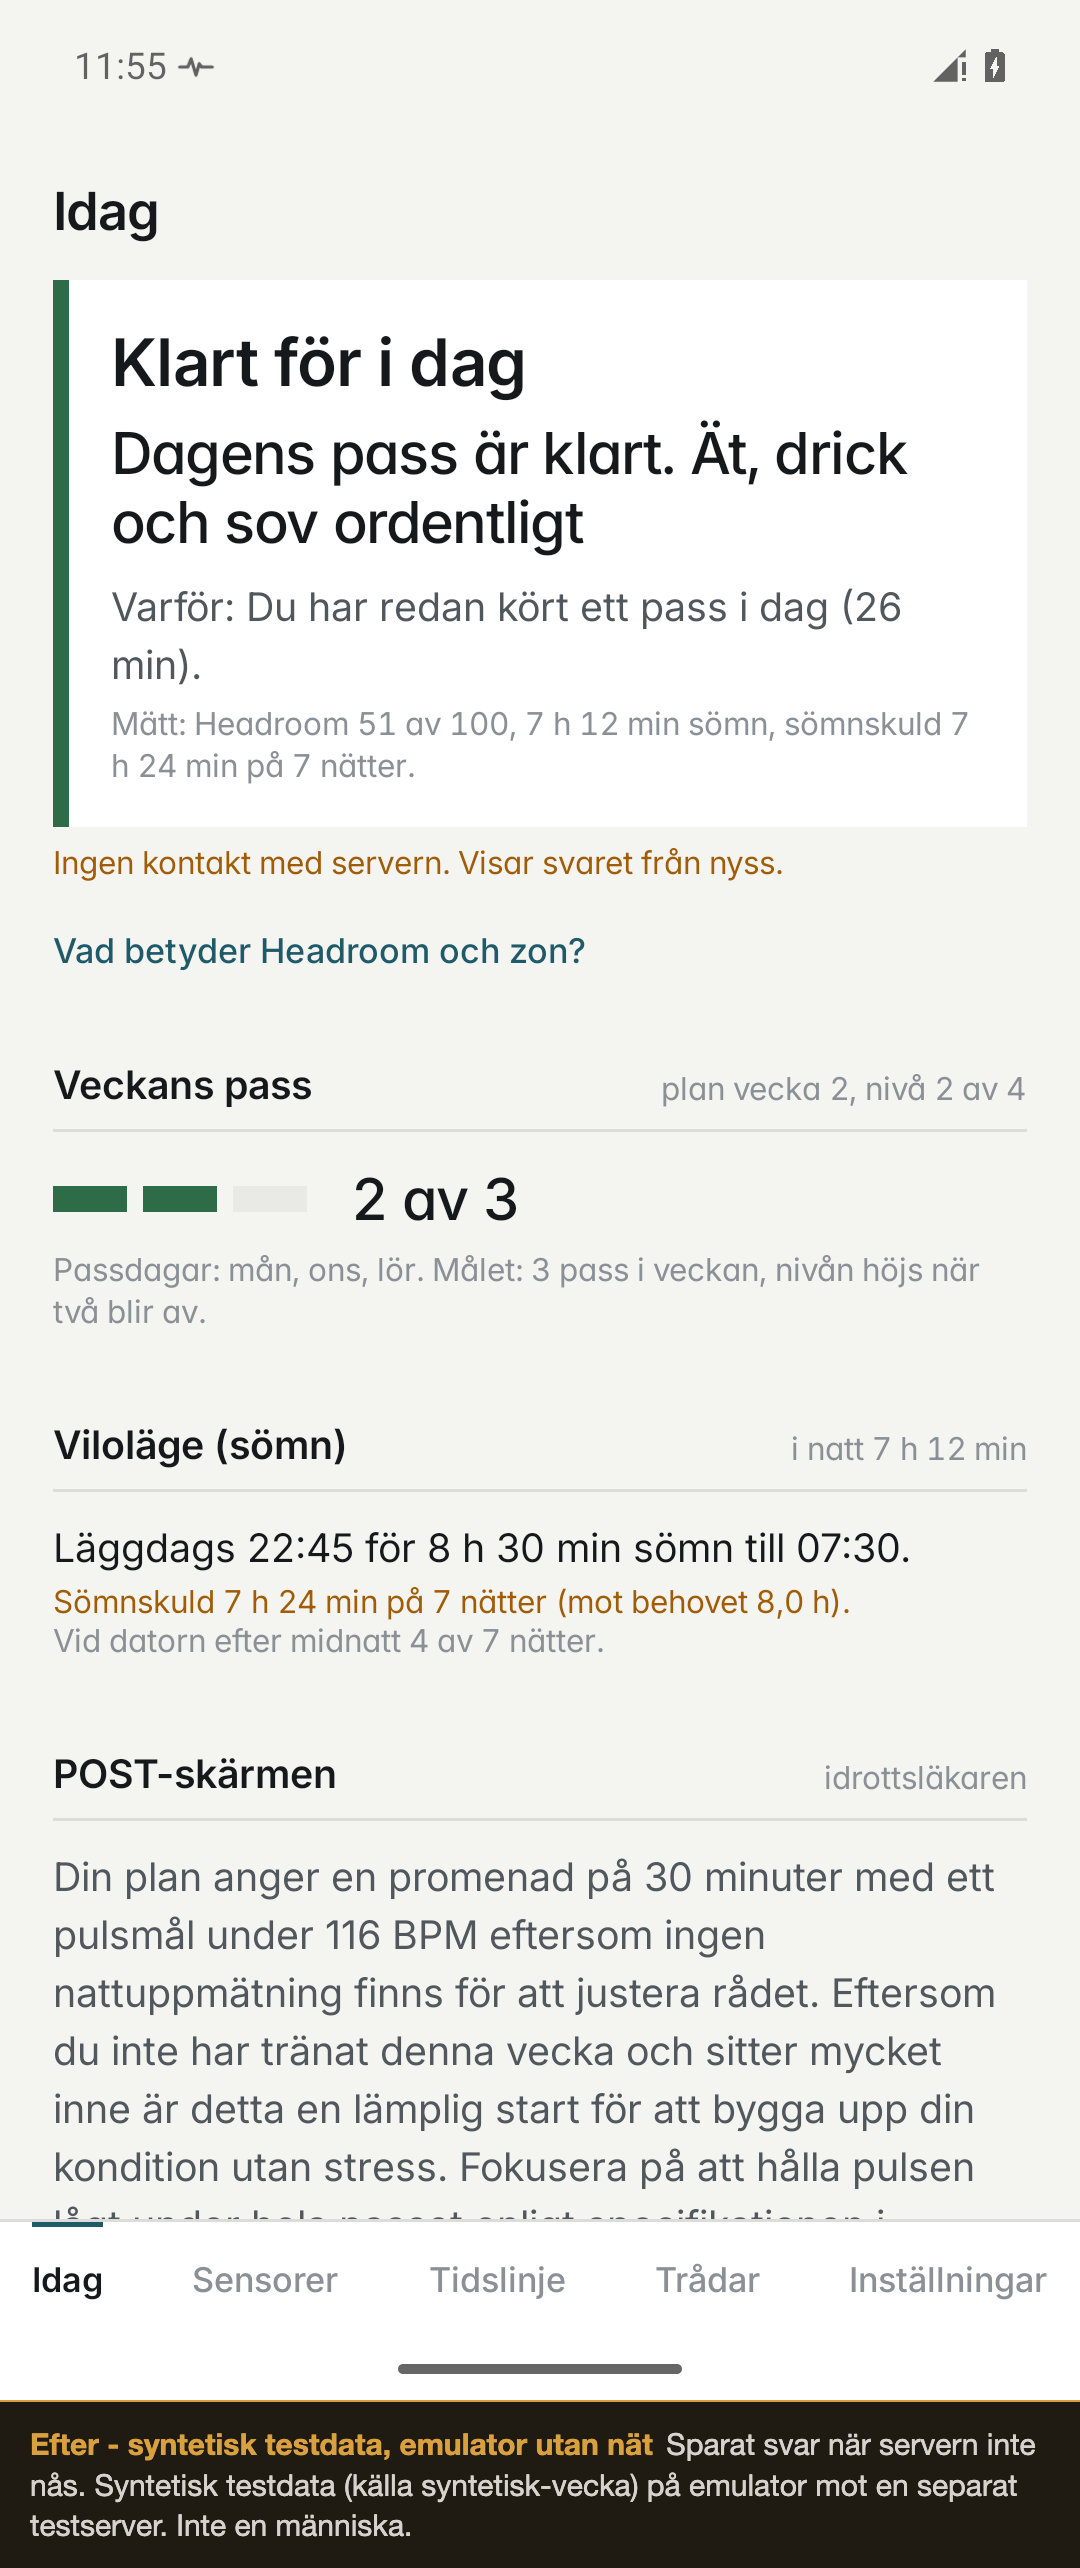 11:55
Idag
Klart för i dag
Dagens pass är klart. Ät, drick
och sov ordentligt
Varför: Du har redan kört ett pass i dag (26
min).
Mätt: Headroom 51 av 100, 7 h 12 min sömn, sömnskuld 7
h 24 min på 7 nätter.
Ingen kontakt med servern. Visar svaret från nyss.
Vad betyder Headroom och zon?
Veckans pass
plan vecka 2, nivå 2 av 4
2 av 3
Passdagar: mån, ons, lör. Målet: 3 pass i veckan, nivån höjs när
två blir av.
Viloläge (sömn)
i natt 7 h 12 min
Läggdags 22:45 för 8 h 30 min sömn till 07:30.
Sömnskuld 7 h 24 min på 7 nätter (mot behovet 8,0 h).
Vid datorn efter midnatt 4 av 7 nätter.
POST-skärmen
idrottsläkaren
Din plan anger en promenad på 30 minuter med ett
pulsmål under 116 BPM eftersom ingen
nattuppmätning finns för att justera rådet. Eftersom
du inte har tränat denna vecka och sitter mycket
inne är detta en lämplig start för att bygga upp din
kondition utan stress. Fokusera på att hålla pulsen
Idag
Sensorer
Tidslinje
Trådar
Inställningar
Efter - syntetisk testdata, emulator utan nät Sparat svar när servern inte
nås. Syntetisk testdata (källa syntetisk-vecka) på emulator mot en separat
testserver. Inte en människa.